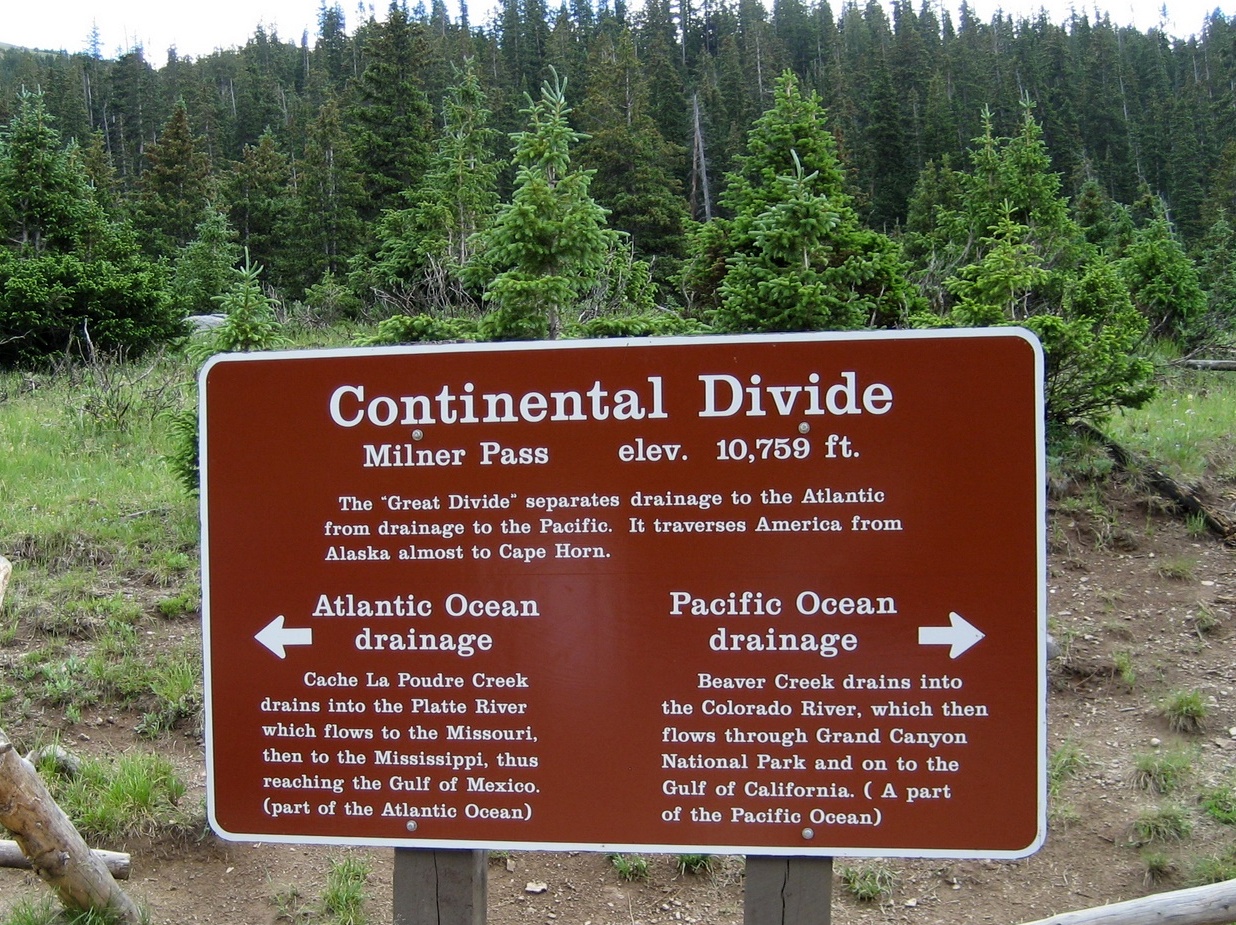 Continental Divide
Milner Pass elev. 10,759 ft.
The "Great Divide" separates drainage to the Atlantic
from drainage to the Pacific. It traverses America from
Alaska almost to Cape Horn.
Atlantic Ocean
drainage
Cache La Poudre Creek
drains into the Platte River
which flows to the Missouri,
then to the Mississippi, thus
reaching the Gulf of Mexico.
(part of the Atlantic Ocean)
Pacific Ocean
drainage
Beaver Creek drains into
the Colorado River, which then
flows through Grand Canyon
National Park and on to the
Gulf of California. ( A part
of the Pacific Ocean)